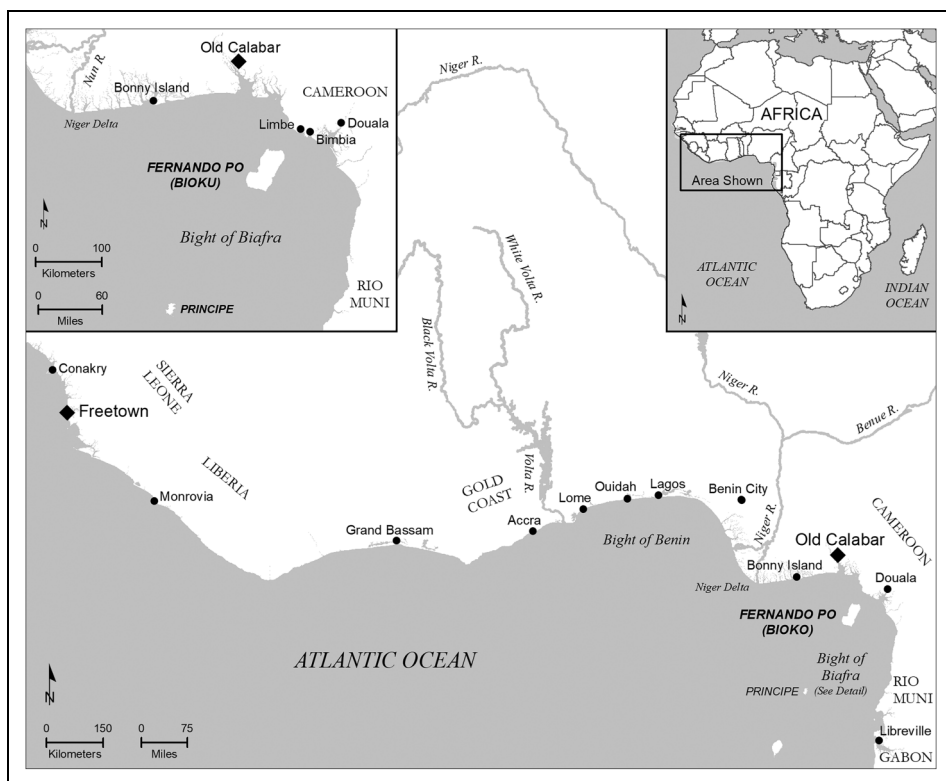 Old Calabar
Nun R.
Bonny Island
CAMEROON
Niger Delta
Limbe
Douala
Bimbia
FERNANDO PO
(BIOKU)
N
Bight of Biafra
0 100
Kilometers
0 60
Miles
RIO
MUNI
PRINCIPE
Niger R.
White Volta R.
Black Volta R.
AFRICA
Area Shown
ATLANTIC
OCEAN
INDIAN
OCEAN
N
Conakry
SIERRA
LEONE
Freetown
LIBERIA
Monrovia
Grand Bassam
GOLD
COAST
Volta R.
Accra
Lome
Ouidah
Lagos
Benin City
Niger R.
Benue R.
Niger R.
Bight of Benin
CAMEROON
Old Calabar
Bonny Island
Niger Delta
Douala
FERNANDO PO
(BIOKO)
ATLANTIC OCEAN
Bight of
Biafra
(See Detail)
PRINCIPE
RIO
MUNI
Libreville
GABON
N
0 150
Kilometers
0 75
Miles